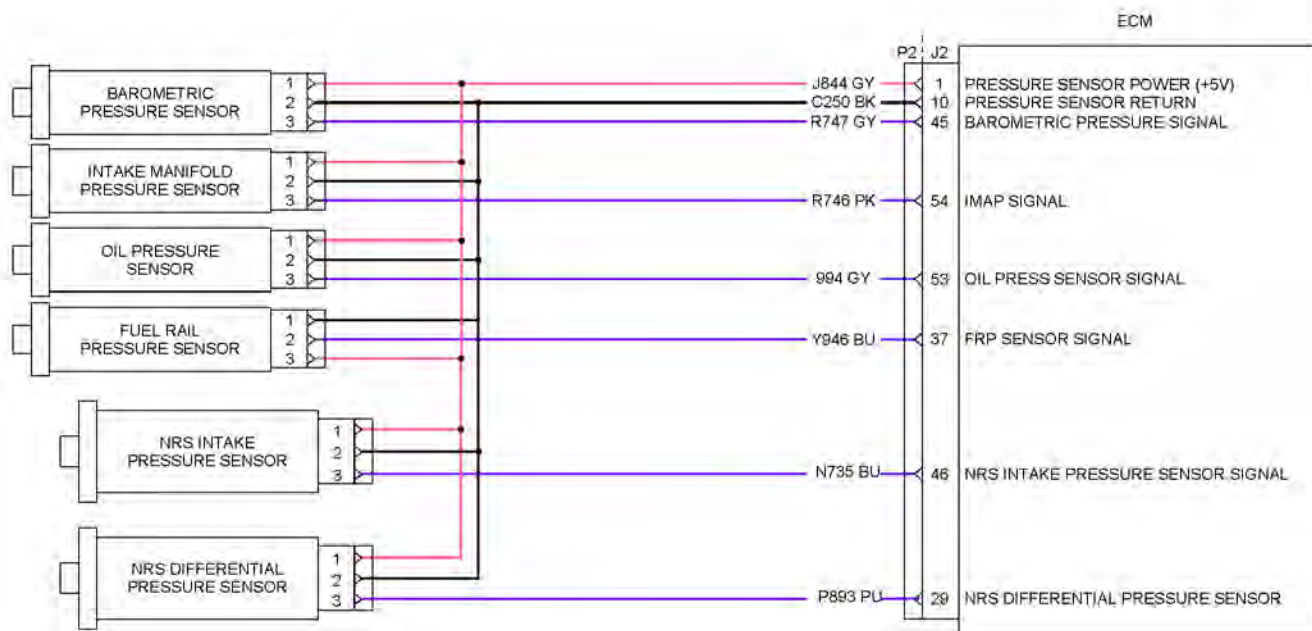 ECM
P2 J2
BAROMETRIC
PRESSURE SENSOR
1
2
3
J844 GY 1 PRESSURE SENSOR POWER (+5V)
C250 BK 10 PRESSURE SENSOR RETURN
R747 GY 45 BAROMETRIC PRESSURE SIGNAL
INTAKE MANIFOLD
PRESSURE SENSOR
1
2
3
R746 PK 54 IMAP SIGNAL
OIL PRESSURE
SENSOR
1
2
3
994 GY 53 OIL PRESS SENSOR SIGNAL
FUEL RAIL
PRESSURE SENSOR
1
2
3
Y946 BU 37 FRP SENSOR SIGNAL
NRS INTAKE
PRESSURE SENSOR
1
2
3
N735 BU 46 NRS INTAKE PRESSURE SENSOR SIGNAL
NRS DIFFERENTIAL
PRESSURE SENSOR
1
2
3
P893 PU 29 NRS DIFFERENTIAL PRESSURE SENSOR